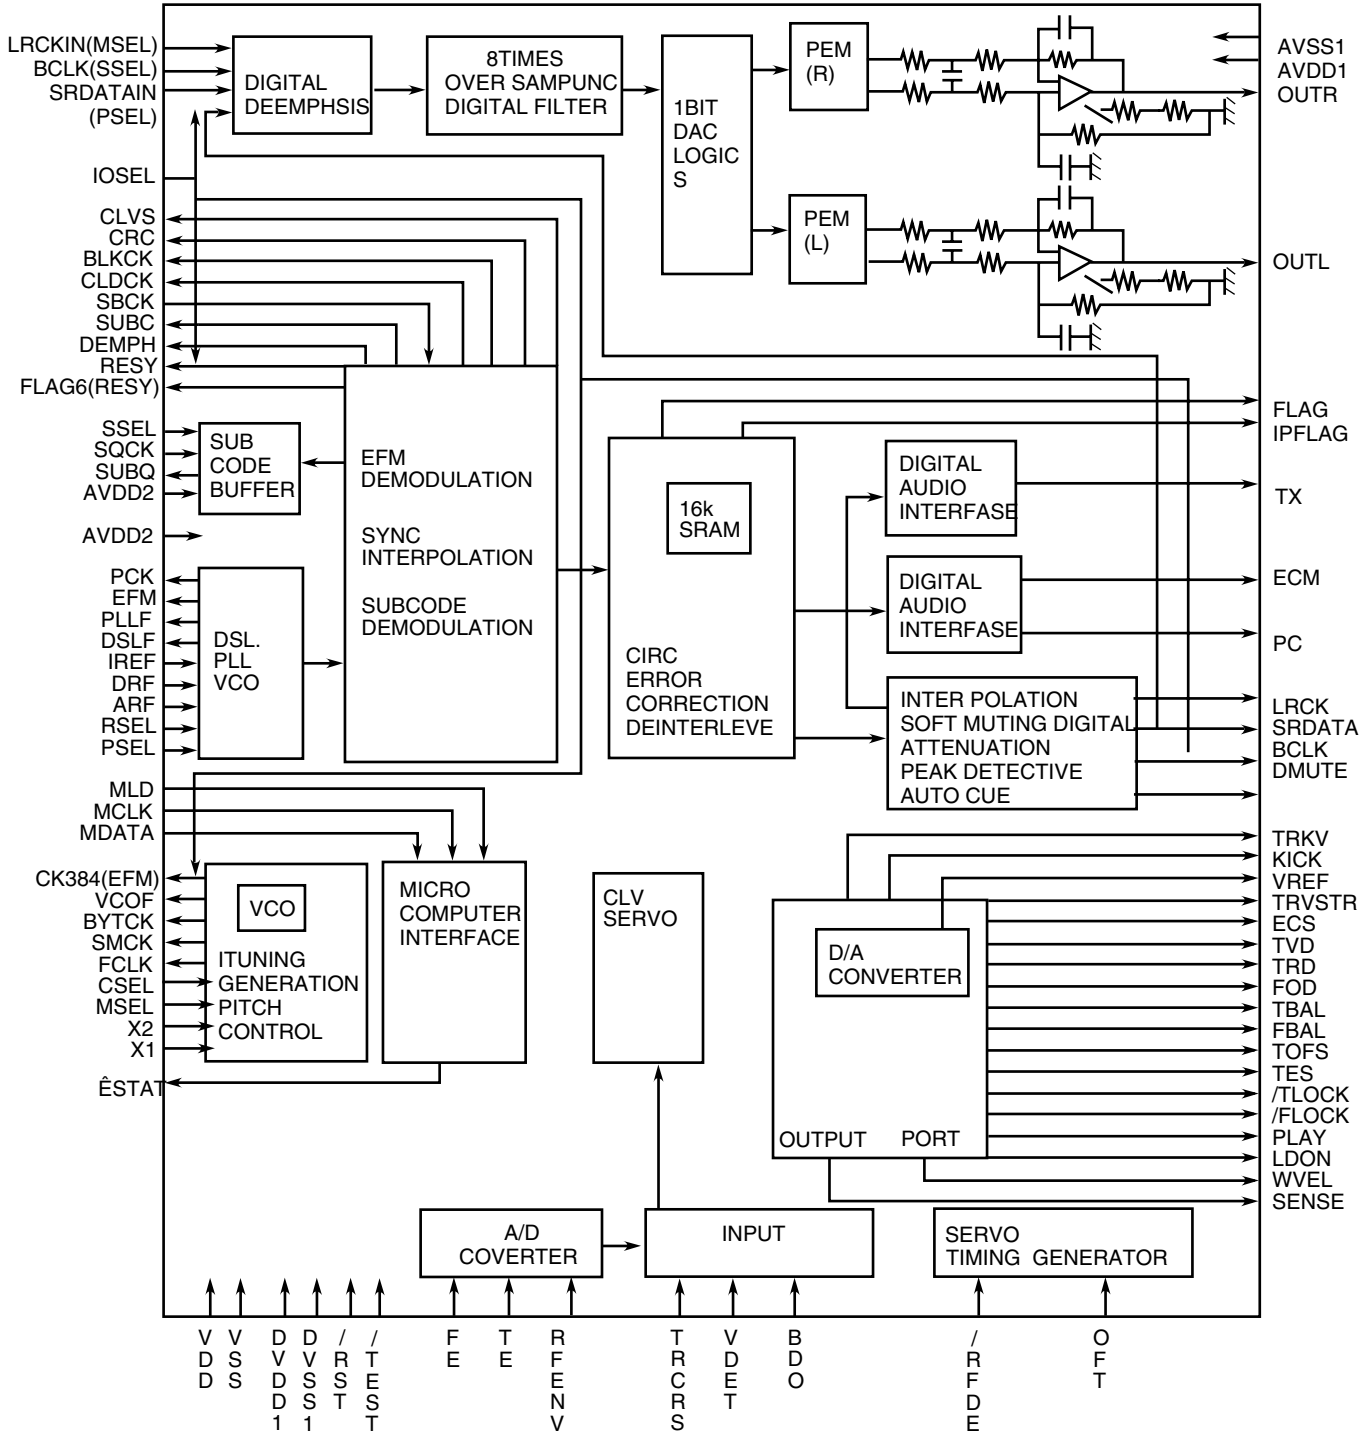 LRCKIN(MSEL)
BCLK(SSEL)
SRDATAIN
(PSEL)
IOSEL
CLVS
CRC
BLKCK
CLDCK
SBCK
SUBC
DEMPH
RESY
FLAG6(RESY)
SSEL
SQCK
SUBQ
AVDD2
AVDD2
PCK
EFM
PLLF
DSLF
IREF
DRF
ARF
RSEL
PSEL
MLD
MCLK
MDATA
CK384(EFM)
VCOF
BYTCK
SMCK
FCLK
CSEL
MSEL
X2
X1
ÊSTAT
DIGITAL
DEEMPHSIS
8TIMES
OVER SAMPUNC
DIGITAL FILTER
1BIT
DAC
LOGIC
S
PEM
(R)
PEM
(L)
SUB
CODE
BUFFER
EFM
DEMODULATION
SYNC
INTERPOLATION
SUBCODE
DEMODULATION
DSL.
PLL
VCO
16k
SRAM
CIRC
ERROR
CORRECTION
DEINTERLEVE
DIGITAL
AUDIO
INTERFASE
DIGITAL
AUDIO
INTERFASE
INTER POLATION
SOFT MUTING DIGITAL
ATTENUATION
PEAK DETECTIVE
AUTO CUE
VCO
ITUNING
GENERATION
PITCH
CONTROL
MICRO
COMPUTER
INTERFACE
CLV
SERVO
D/A
CONVERTER
OUTPUT PORT
A/D
COVERTER
INPUT
SERVO
TIMING GENERATOR
AVSS1
AVDD1
OUTR
OUTL
FLAG
IPFLAG
TX
ECM
PC
LRCK
SRDATA
BCLK
DMUTE
TRKV
KICK
VREF
TRVSTR
ECS
TVD
TRD
FOD
TBAL
FBAL
TOFS
TES
/TLOCK
/FLOCK
PLAY
LDON
WVEL
SENSE
VDD
VSS
DVDD1
DVSS1
/RST
/TEST
FE
TE
RFENV
TRCRS
VDET
BDO
/RFDE
OFT